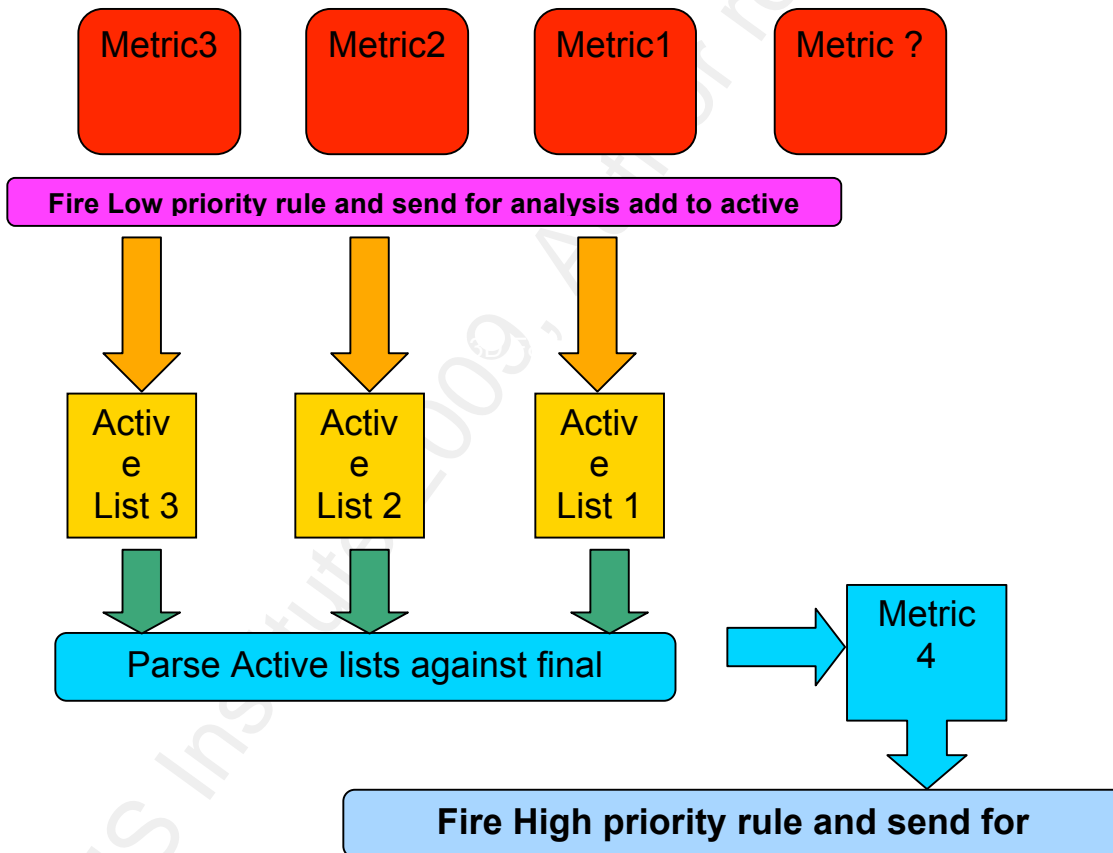 Metric3 Metric2 Metric1 Metric ?
Fire Low priority rule and send for analysis add to active
Activ
e
List 3
Activ
e
List 2
Activ
e
List 1
Metric
4
Parse Active lists against final
Fire High priority rule and send for
Institute 2009,